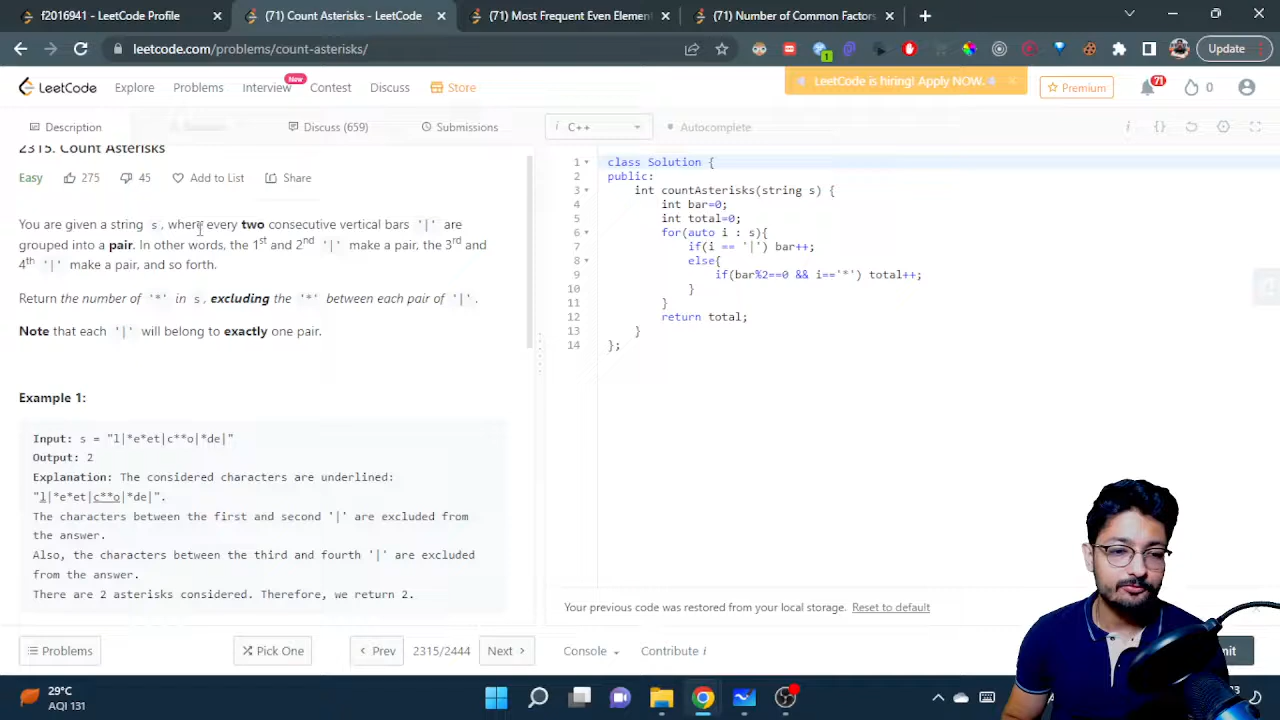 f2016941 - LeetCode Profile
(71) Count Asterisks - LeetCode
(71) Most Frequent Even Elemen
(71) Number of Common Factors
leetcode.com/problems/count-asterisks/
1
Update
LeetCode
Explore
Problems
Interview
New
Contest
Discuss
Store
LeetCode is hiring! Apply NOW.
Premium
71
0
Description
Discuss (659)
Submissions
i C++
Autocomplete
2315. Count Asterisks
Easy 275 45 Add to List Share
You are given a string s, where every two consecutive vertical bars '|' are
grouped into a pair. In other words, the 1st and 2nd '|' make a pair, the 3rd and
4th '|' make a pair, and so forth.
Return the number of '*' in s, excluding the '*' between each pair of '|'.
Note that each '|' will belong to exactly one pair.
Example 1:
Input: s = "l|*e*et|c**o|*de|"
Output: 2
Explanation: The considered characters are underlined:
"l|*e*et|c**o|*de|".
The characters between the first and second '|' are excluded from
the answer.
Also, the characters between the third and fourth '|' are excluded
from the answer.
There are 2 asterisks considered. Therefore, we return 2.
1 class Solution {
2 public:
3 int countAsterisks(string s) {
4 int bar=0;
5 int total=0;
6 for(auto i : s){
7 if(i == '|') bar++;
8 else{
9 if(bar%2==0 && i=='*') total++;
10 }
11 }
12 return total;
13 }
14 };
4
Your previous code was restored from your local storage. Reset to default
Problems
Pick One
< Prev
2315/2444
Next >
Console
Contribute i
29°C
AQI 131